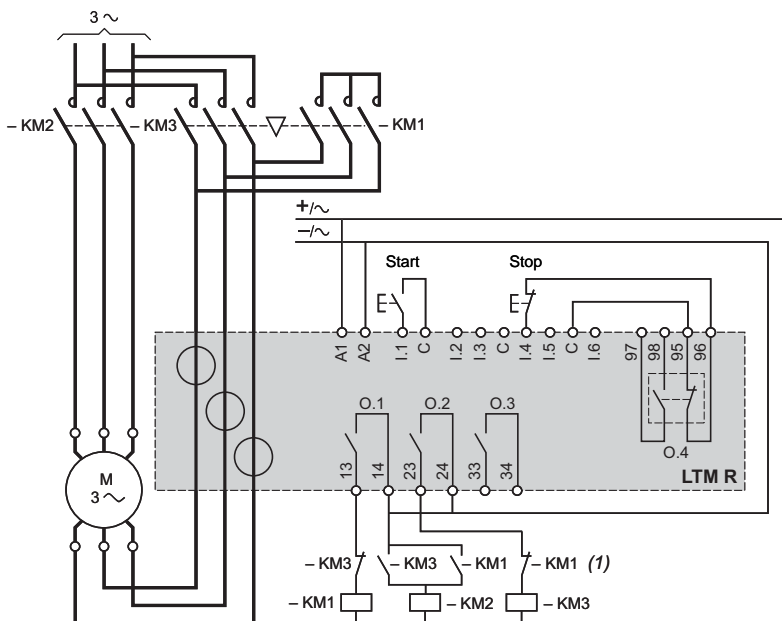 3 ∼
– KM2
– KM3
– KM1
+/∼
–/∼
Start
Stop
A1
A2
I.1
C
I.2
I.3
C
I.4
I.5
C
I.6
97
98
95
96
O.1
O.2
O.3
O.4
13
14
23
24
33
34
LTM R
M
3 ∼
– KM3
– KM3
– KM1
– KM1 (1)
– KM1
– KM2
– KM3